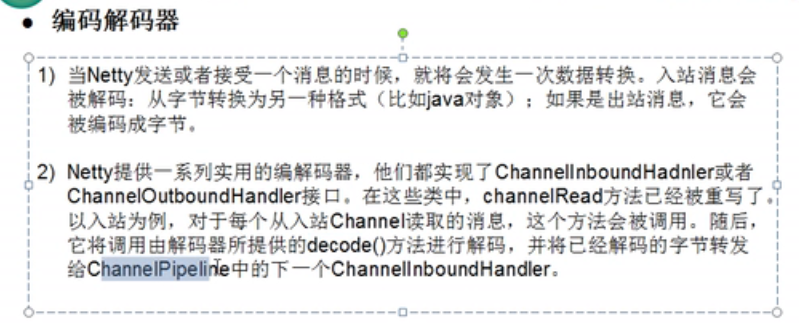 ● 编码解码器
1) 当Netty发送或者接受一个消息的时候，就将会发生一次数据转换。入站消息会
被解码：从字节转换为另一种格式（比如java对象）；如果是出站消息，它会
被编码成字节。
2) Netty提供一系列实用的编解码器，他们都实现了ChannelInboundHadnler或者
ChannelOutboundHandler接口。在这些类中，channelRead方法已经被重写了。
以入站为例，对于每个从入站Channel读取的消息，这个方法会被调用。随后，
它将调用由解码器所提供的decode()方法进行解码，并将已经解码的字节转发
给ChannelPipeline中的下一个ChannelInboundHandler。